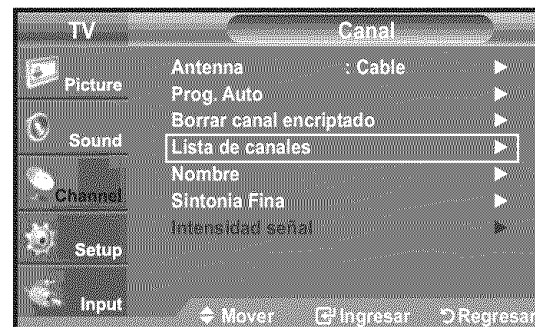 TV
Canal
Picture
Sound
Channel
Setup
Input
Antenna : Cable
Prog. Auto
Borrar canal encriptado
Lista de canales
Nombre
Sintonia Fina
Intensidad señal
Mover Ingresar Regresar